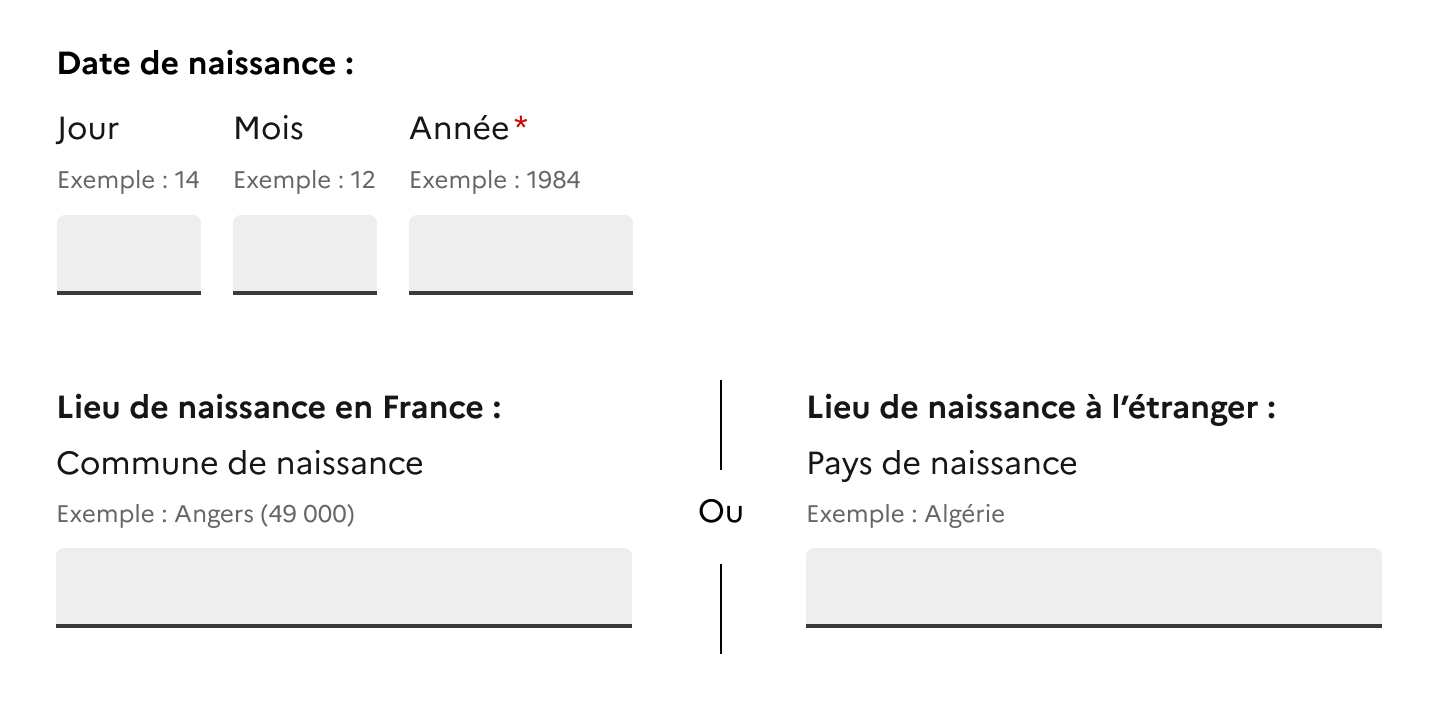 Date de naissance :
Jour Mois Année*
Exemple : 14 Exemple : 12 Exemple : 1984
Lieu de naissance en France :
Commune de naissance
Exemple : Angers (49 000)
Ou
Lieu de naissance à l’étranger :
Pays de naissance
Exemple : Algérie